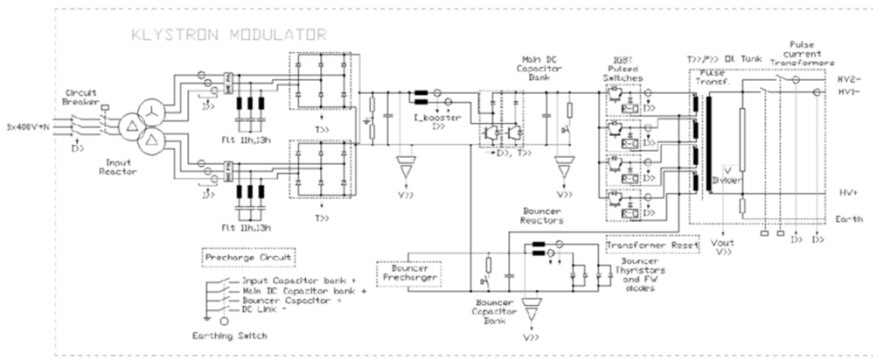 KLYSTRON MODULATOR
Circuit
Breaker
3x400V+N
I>>
Input
Reactor
I>>
Flt 11h,13h
T>>
I>>
Flt 11h,13h
T>>
V>>
I_booster
I>>
I>>, T>>
Main DC
Capacitor
Bank
V>>
IGBT
Pulsed
Switches
I>>
R-C
I>>
R-C
I>>
R-C
I>>
R-C
T>>,P>> Oil Tank
Pulse
Transf.
Pulse
current
Transformers
HV2-
HV1-
V
Divider
HV+
Earth
Vout
V>>
I>>
I>>
Transformer Reset
Bouncer
Reactors
Bouncer
Thyristors
and FW
diodes
Bouncer
Precharger
Bouncer
Capacitor
Bank
V>>
Precharge Circuit
Input Capacitor bank +
Main DC Capacitor bank +
Bouncer Capacitor +
DC Link -
Earthing Switch